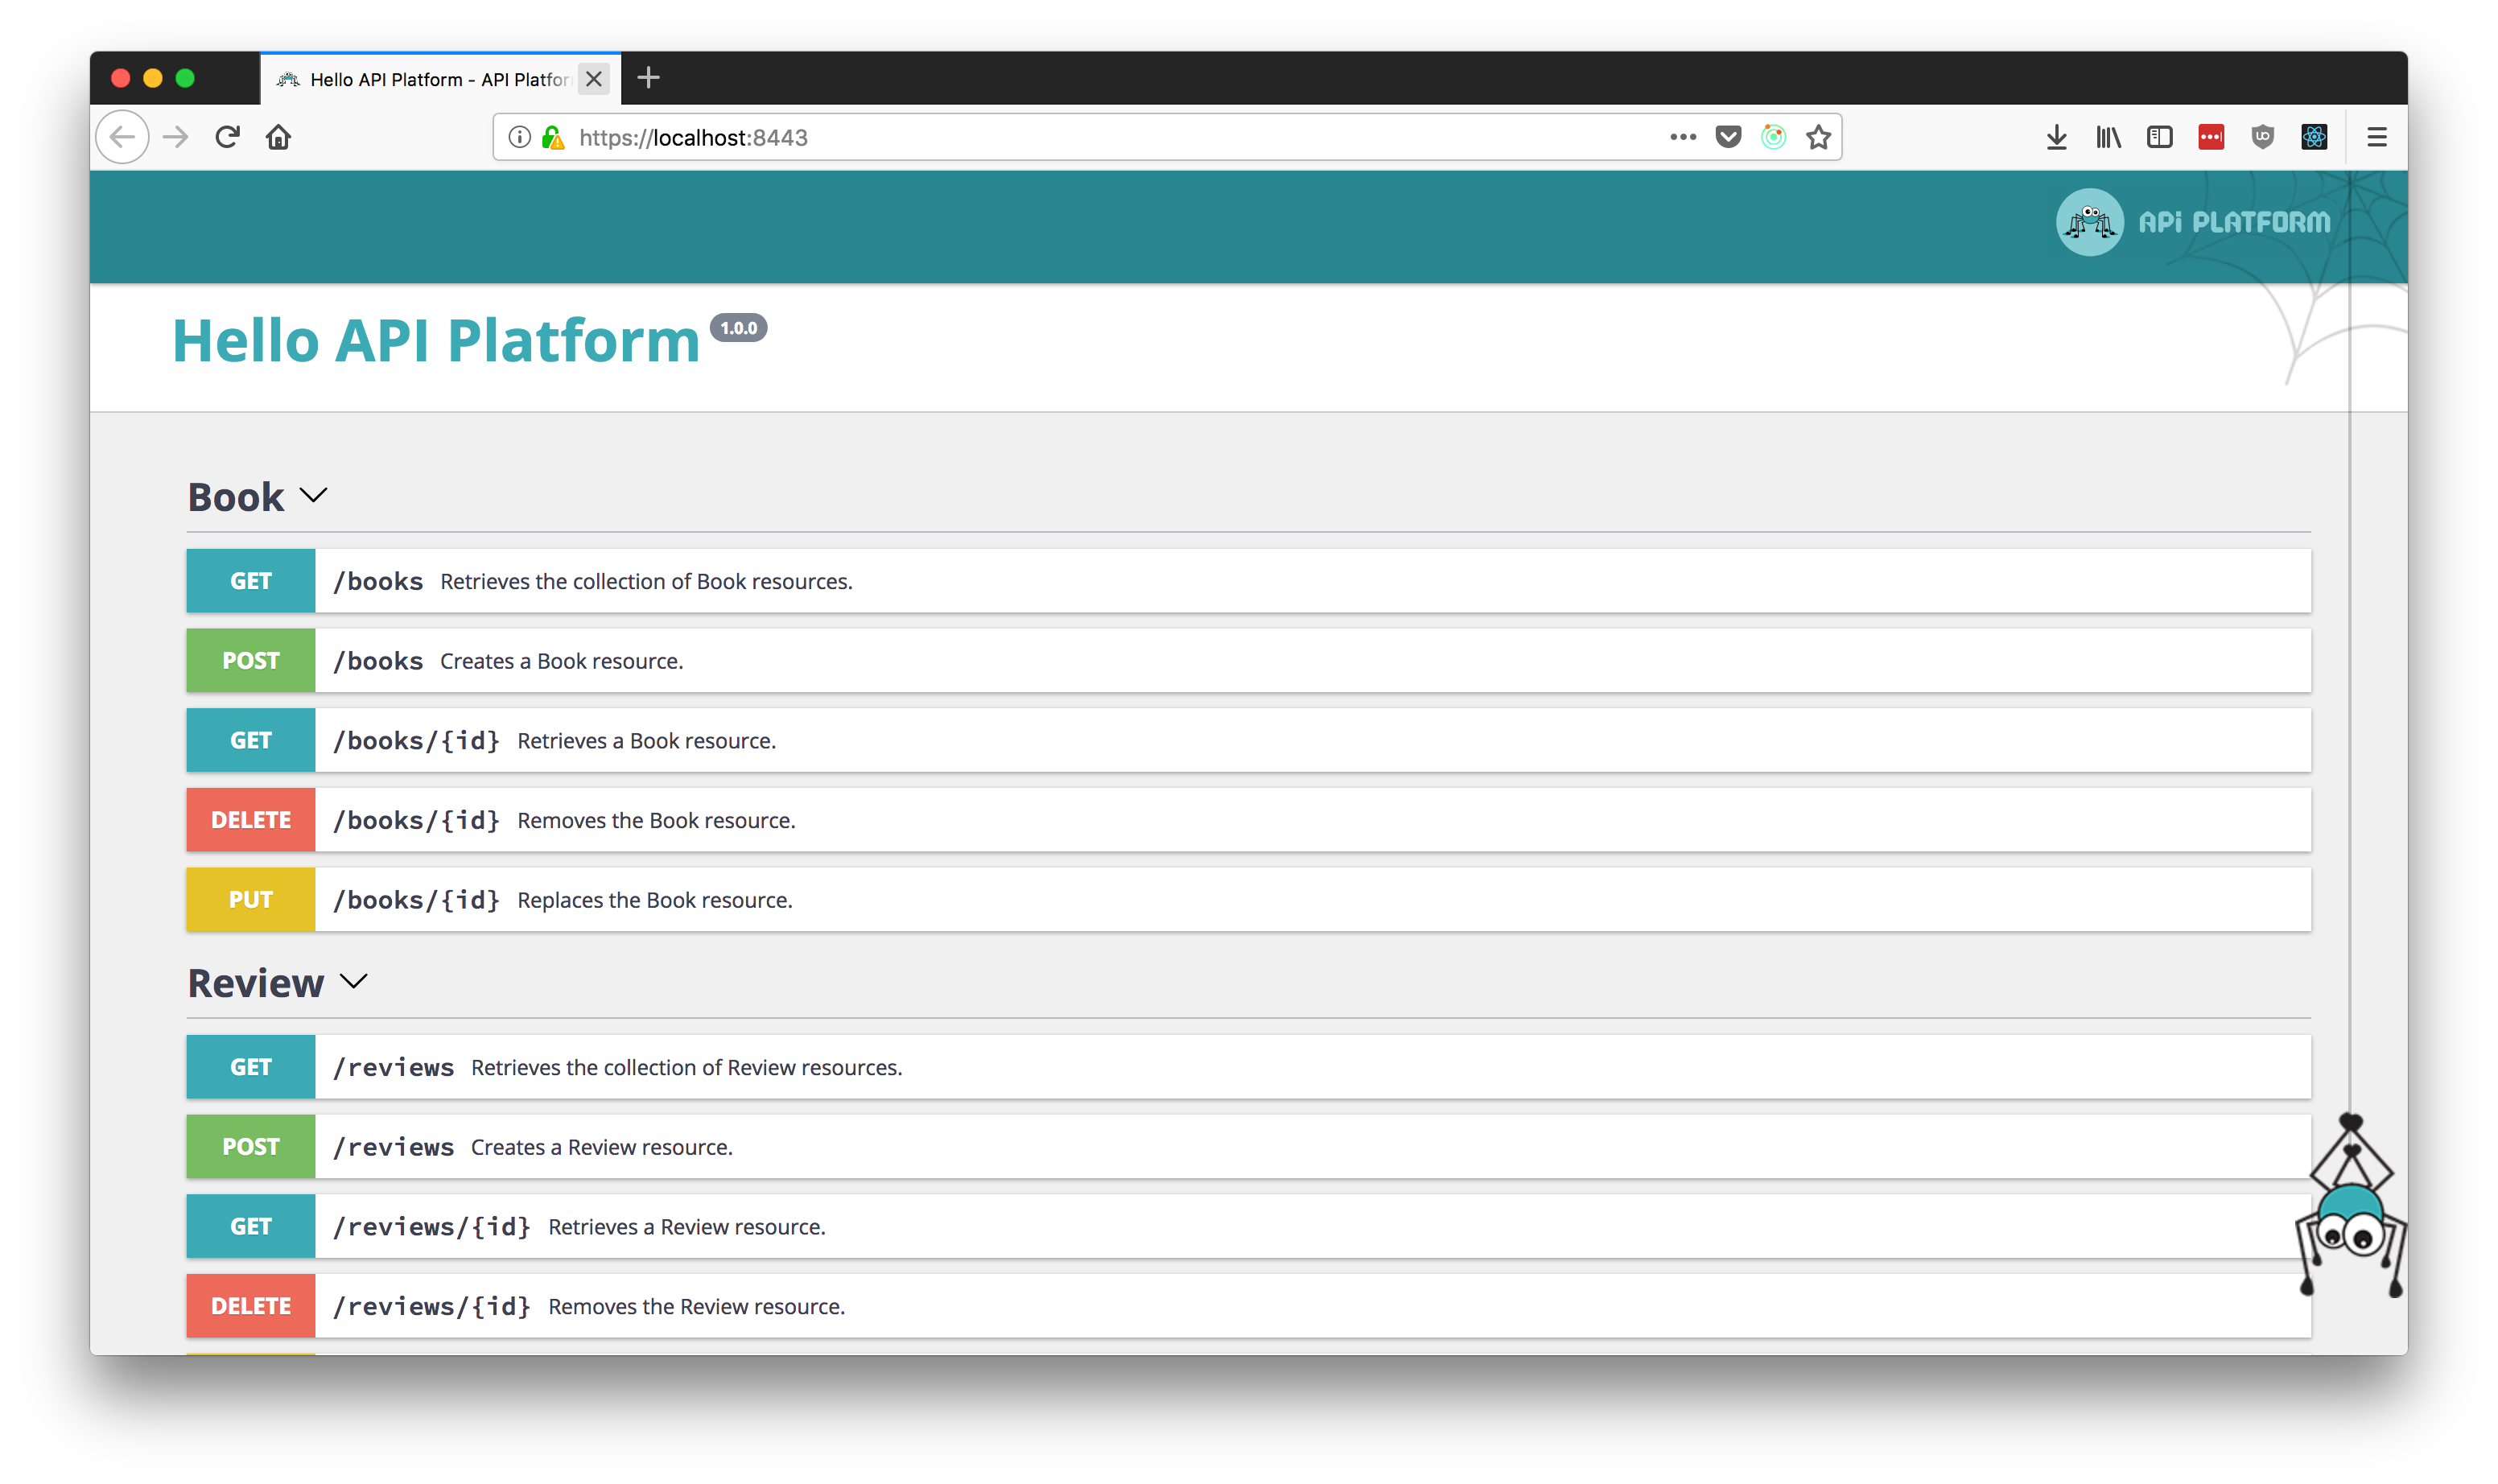 Hello API Platform - API Platfor
https://localhost:8443
API PLATFORM
Hello API Platform 1.0.0
Book
GET /books Retrieves the collection of Book resources.
POST /books Creates a Book resource.
GET /books/{id} Retrieves a Book resource.
DELETE /books/{id} Removes the Book resource.
PUT /books/{id} Replaces the Book resource.
Review
GET /reviews Retrieves the collection of Review resources.
POST /reviews Creates a Review resource.
GET /reviews/{id} Retrieves a Review resource.
DELETE /reviews/{id} Removes the Review resource.